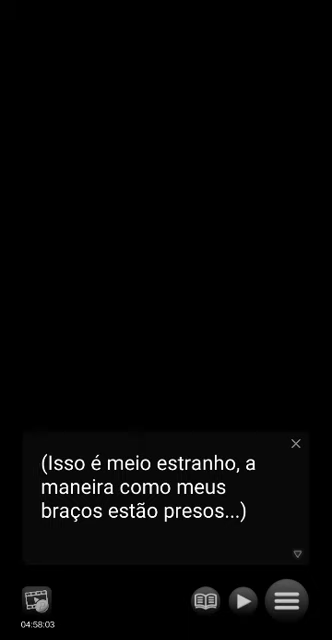 (Isso é meio estranho, a
maneira como meus
braços estão presos...)
04:58:03